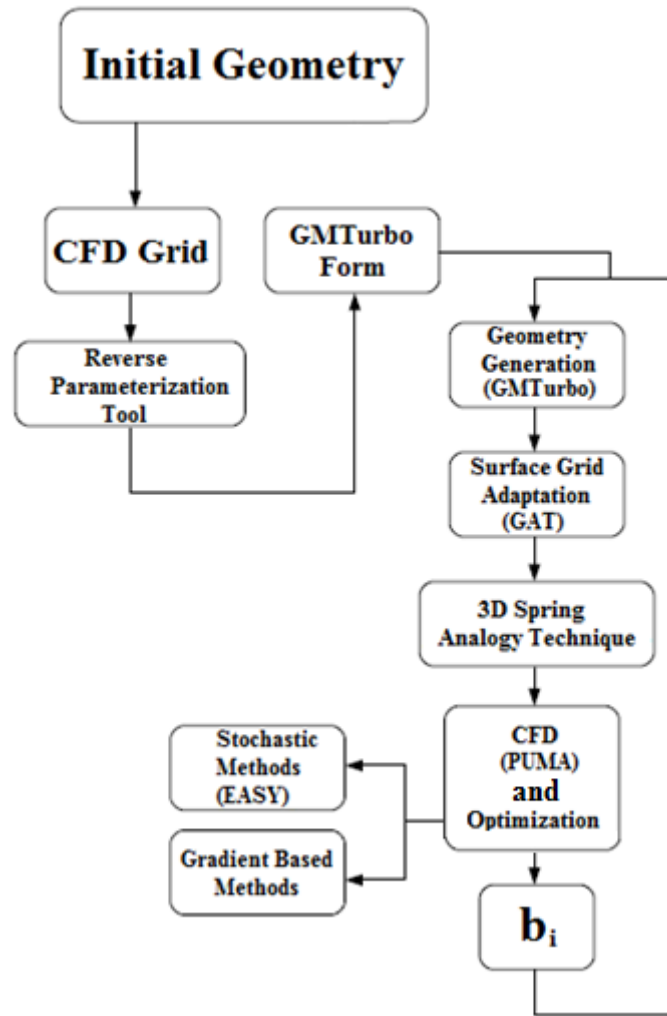 Initial Geometry
CFD Grid
Reverse
Parameterization
Tool
GMTurbo
Form
Geometry
Generation
(GMTurbo)
Surface Grid
Adaptation
(GAT)
3D Spring
Analogy Technique
CFD
(PUMA)
and
Optimization
Stochastic
Methods
(EASY)
Gradient Based
Methods
bᵢ